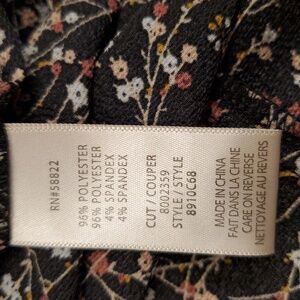 RN#58822
96% POLYESTER
96% POLYESTER
4% SPANDEX
4% SPANDEX
CUT / COUPER
8002359
STYLE / STYLE
8910C68
MADE IN CHINA
FAIT DANS LA CHINE
CARE ON REVERSE
NETTOYAGE AU REVERS